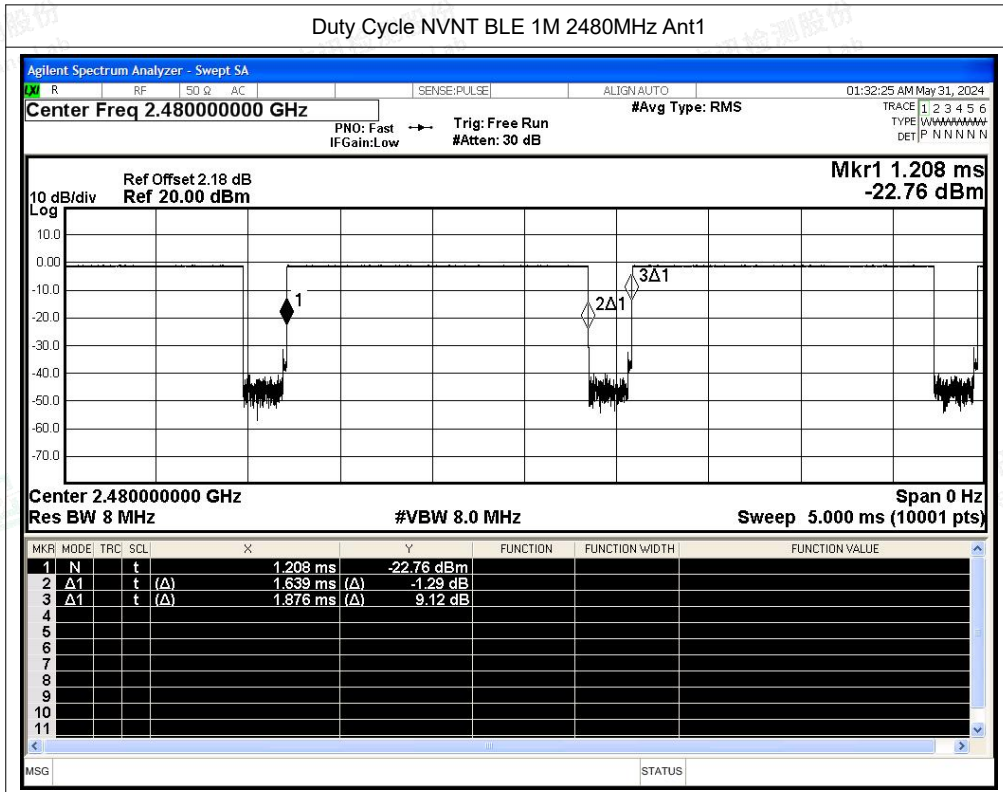 Duty Cycle NVNT BLE 1M 2480MHz Ant1
Agilent Spectrum Analyzer - Swept SA
LXI R RF 50 Ω AC SENSE:PULSE ALIGN AUTO 01:32:25 AM May 31, 2024
Center Freq 2.480000000 GHz #Avg Type: RMS TRACE 1 2 3 4 5 6
PNO: Fast Trig: Free Run TYPE WWWWWWW
IFGain:Low #Atten: 30 dB DET P N N N N N
Mkr1 1.208 ms
Ref Offset 2.18 dB
10 dB/div Ref 20.00 dBm -22.76 dBm
Log
10.0
0.00
-10.0
-20.0
-30.0
-40.0
-50.0
-60.0
-70.0
1
2Δ1
3Δ1
Center 2.480000000 GHz Span 0 Hz
Res BW 8 MHz #VBW 8.0 MHz Sweep 5.000 ms (10001 pts)
MKR MODE TRC SCL X Y FUNCTION FUNCTION WIDTH FUNCTION VALUE
1 N t 1.208 ms -22.76 dBm
2 Δ1 t (Δ) 1.639 ms (Δ) -1.29 dB
3 Δ1 t (Δ) 1.876 ms (Δ) 9.12 dB
4
5
6
7
8
9
10
11
MSG STATUS